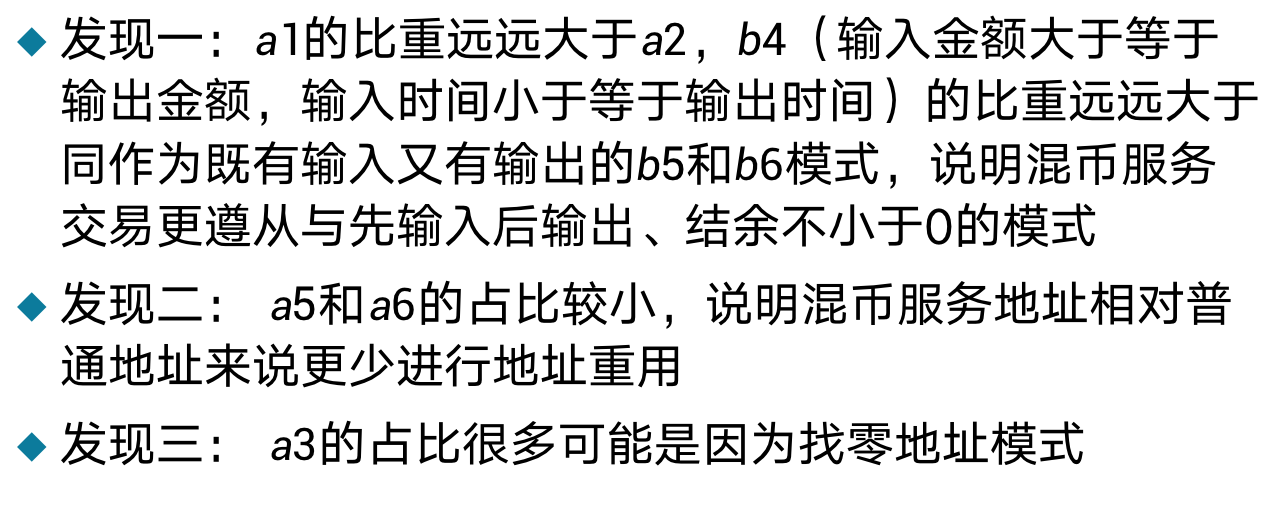 ◆ 发现一：a1的比重远远大于a2，b4（输入金额大于等于
输出金额，输入时间小于等于输出时间）的比重远远大于
同作为既有输入又有输出的b5和b6模式，说明混币服务
交易更遵从与先输入后输出、结余不小于0的模式
◆ 发现二： a5和a6的占比较小，说明混币服务地址相对普
通地址来说更少进行地址重用
◆ 发现三： a3的占比很多可能是因为找零地址模式